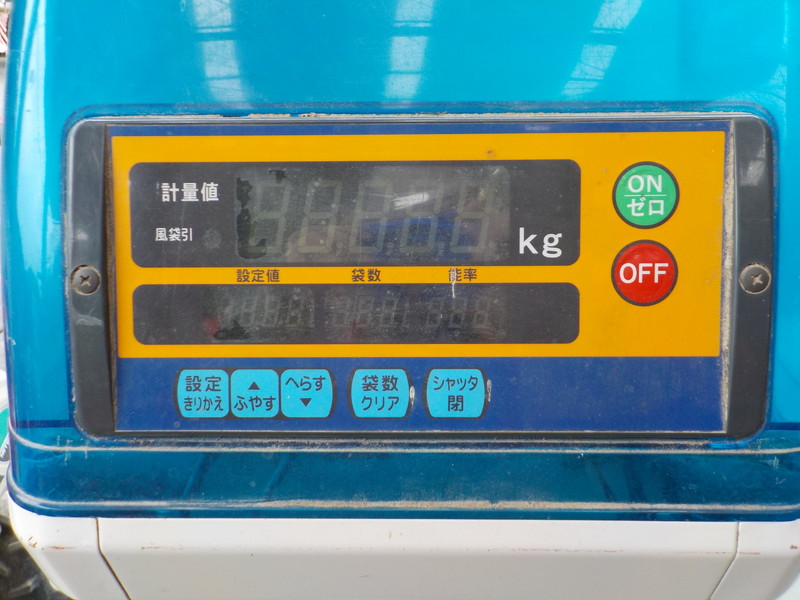 計量値
風袋引
kg
ON
ゼロ
OFF
設定値 袋数 能率
設定
きりかえ
▲
ふやす
へらす
▼
袋数
クリア
シャッタ
閉